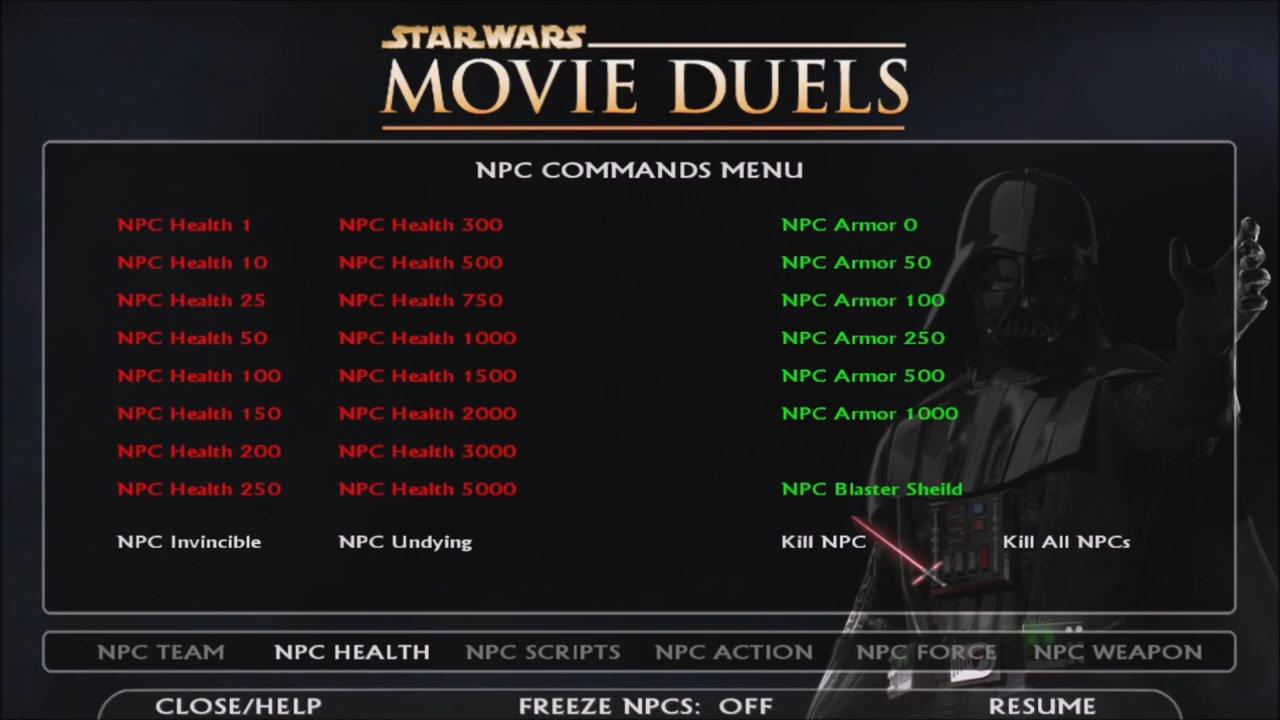 STAR WARS
MOVIE DUELS
NPC COMMANDS MENU
NPC Health 1 NPC Health 300 NPC Armor 0
NPC Health 10 NPC Health 500 NPC Armor 50
NPC Health 25 NPC Health 750 NPC Armor 100
NPC Health 50 NPC Health 1000 NPC Armor 250
NPC Health 100 NPC Health 1500 NPC Armor 500
NPC Health 150 NPC Health 2000 NPC Armor 1000
NPC Health 200 NPC Health 3000
NPC Health 250 NPC Health 5000 NPC Blaster Sheild
NPC Invincible NPC Undying Kill NPC Kill All NPCs
NPC TEAM NPC HEALTH NPC SCRIPTS NPC ACTION NPC FORCE NPC WEAPON
CLOSE/HELP FREEZE NPCS: OFF RESUME